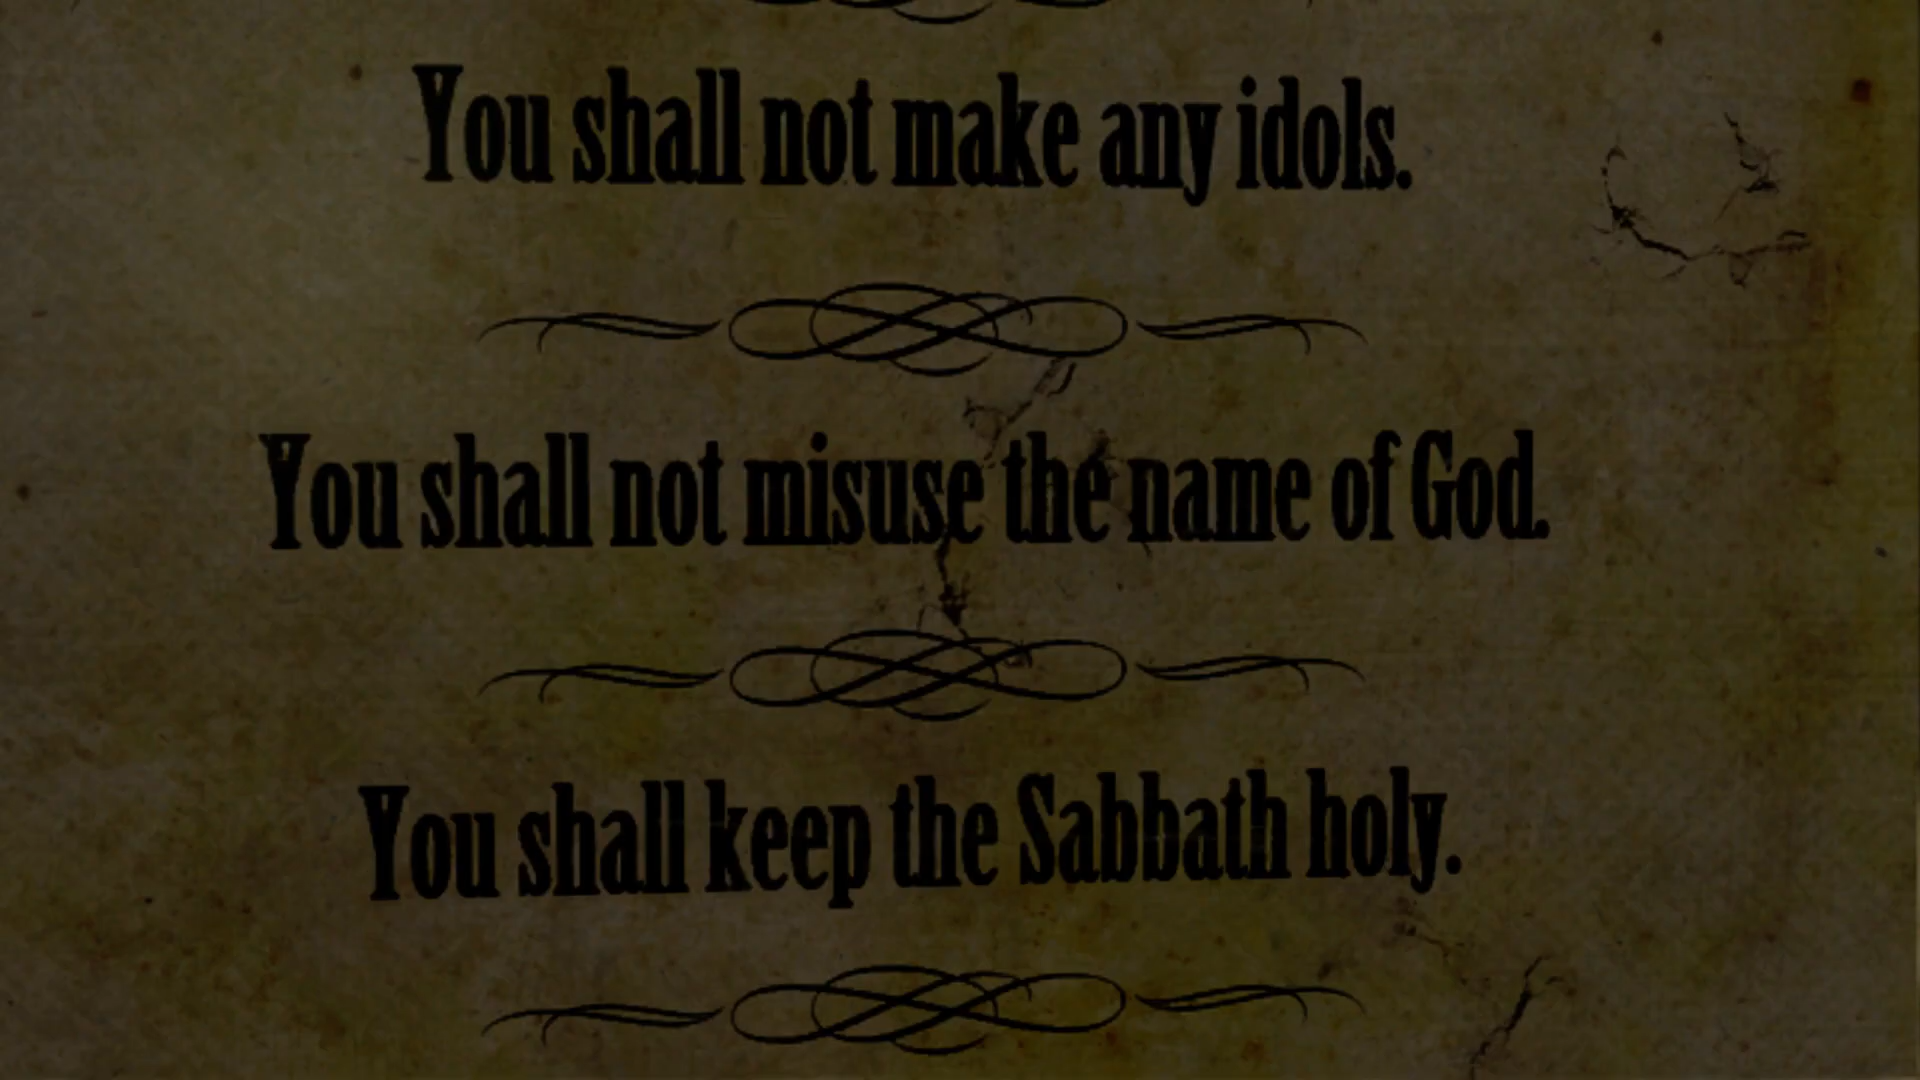 You shall not make any idols.
You shall not misuse the name of God.
You shall keep the Sabbath holy.